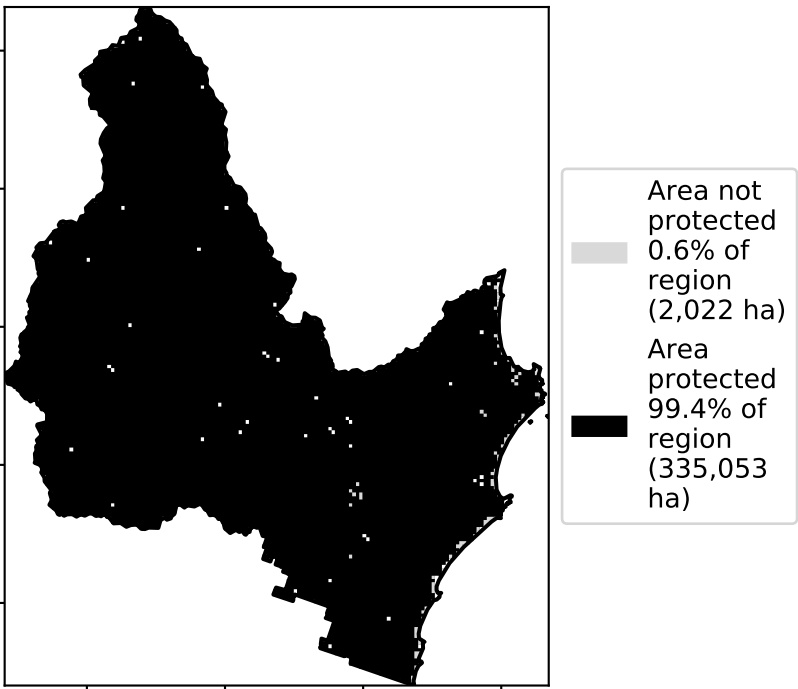 Area not
protected
0.6% of
region
(2,022 ha)
Area
protected
99.4% of
region
(335,053
ha)